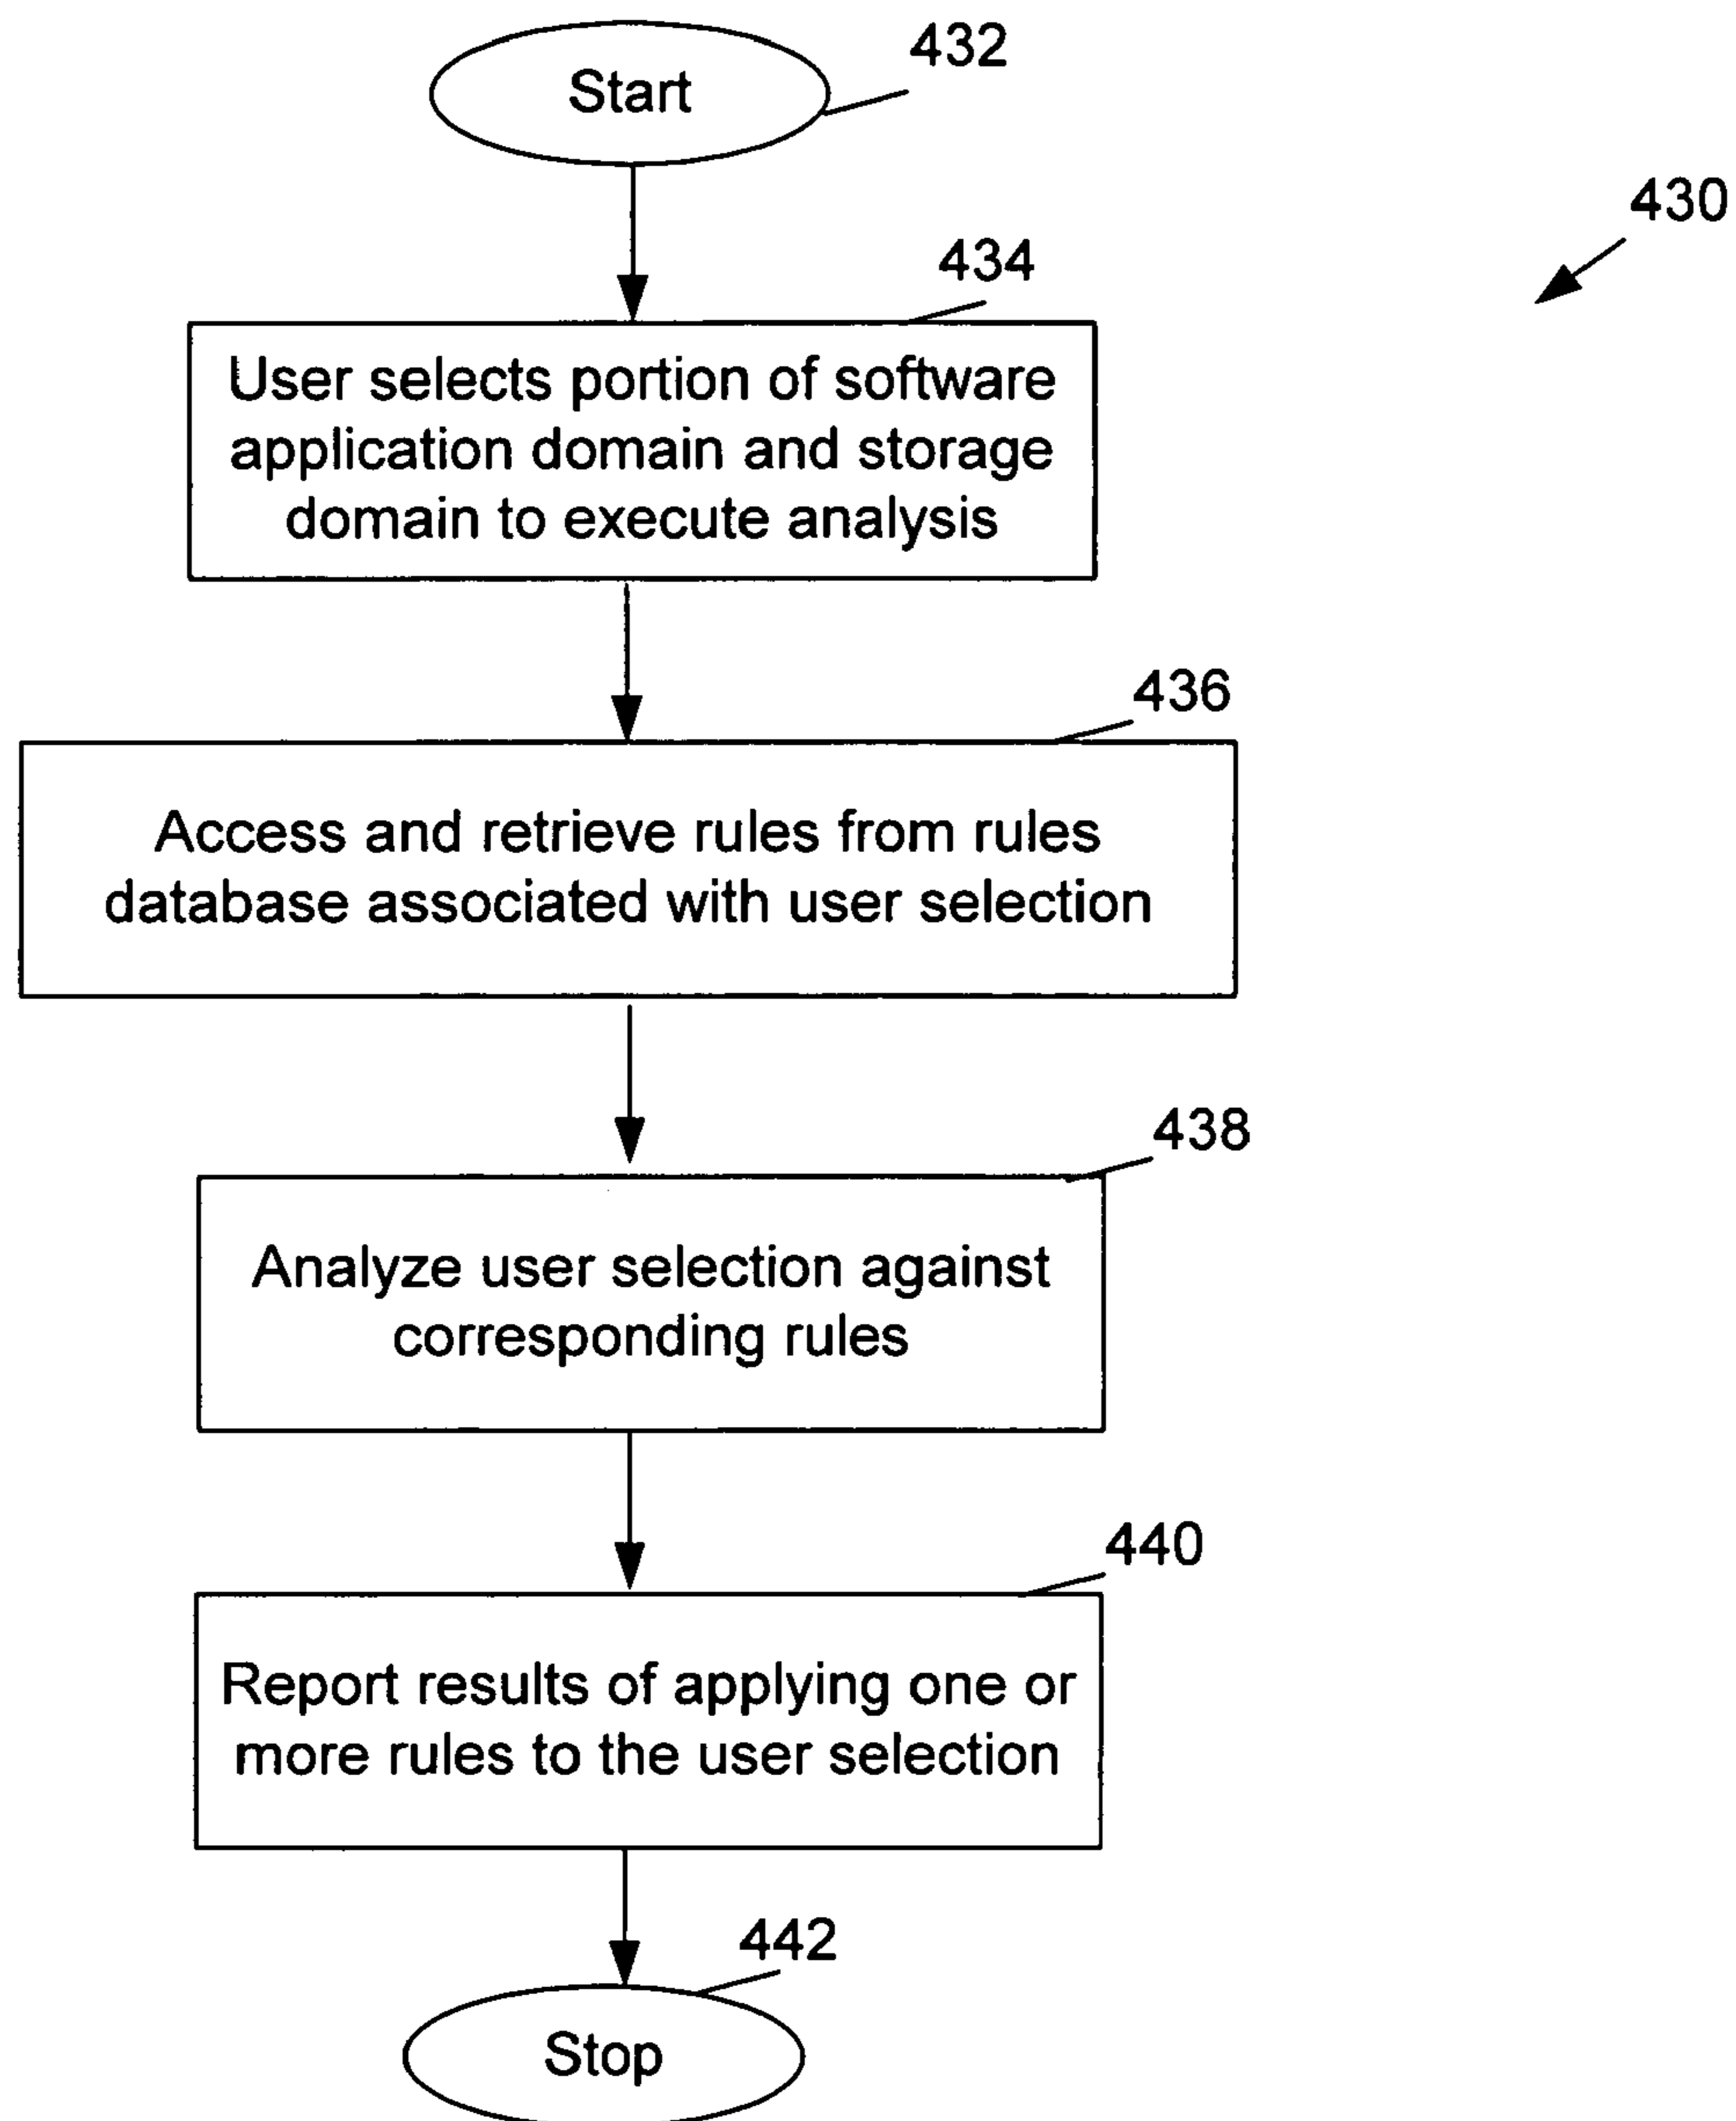 432
Start
430
434
User selects portion of software
application domain and storage
domain to execute analysis
436
Access and retrieve rules from rules
database associated with user selection
438
Analyze user selection against
corresponding rules
440
Report results of applying one or
more rules to the user selection
442
Stop